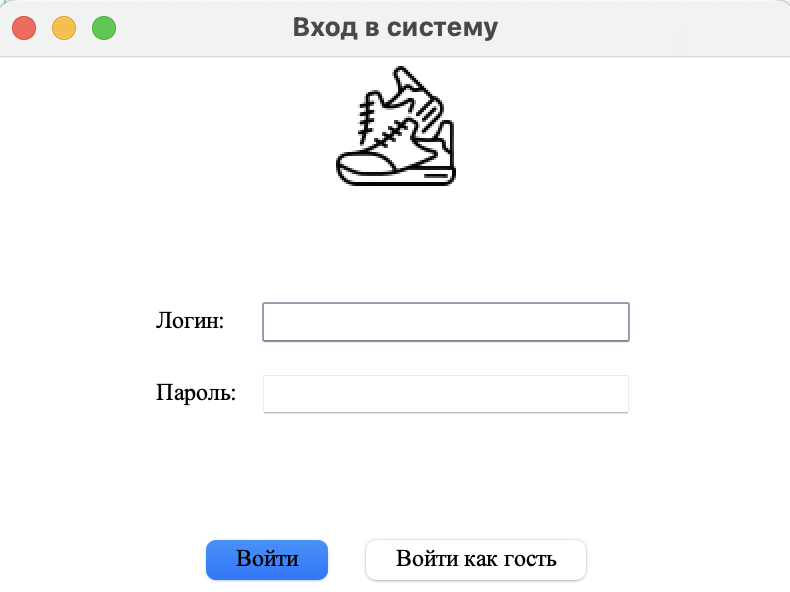 Вход в систему
Логин:
Пароль:
Войти Войти как гость